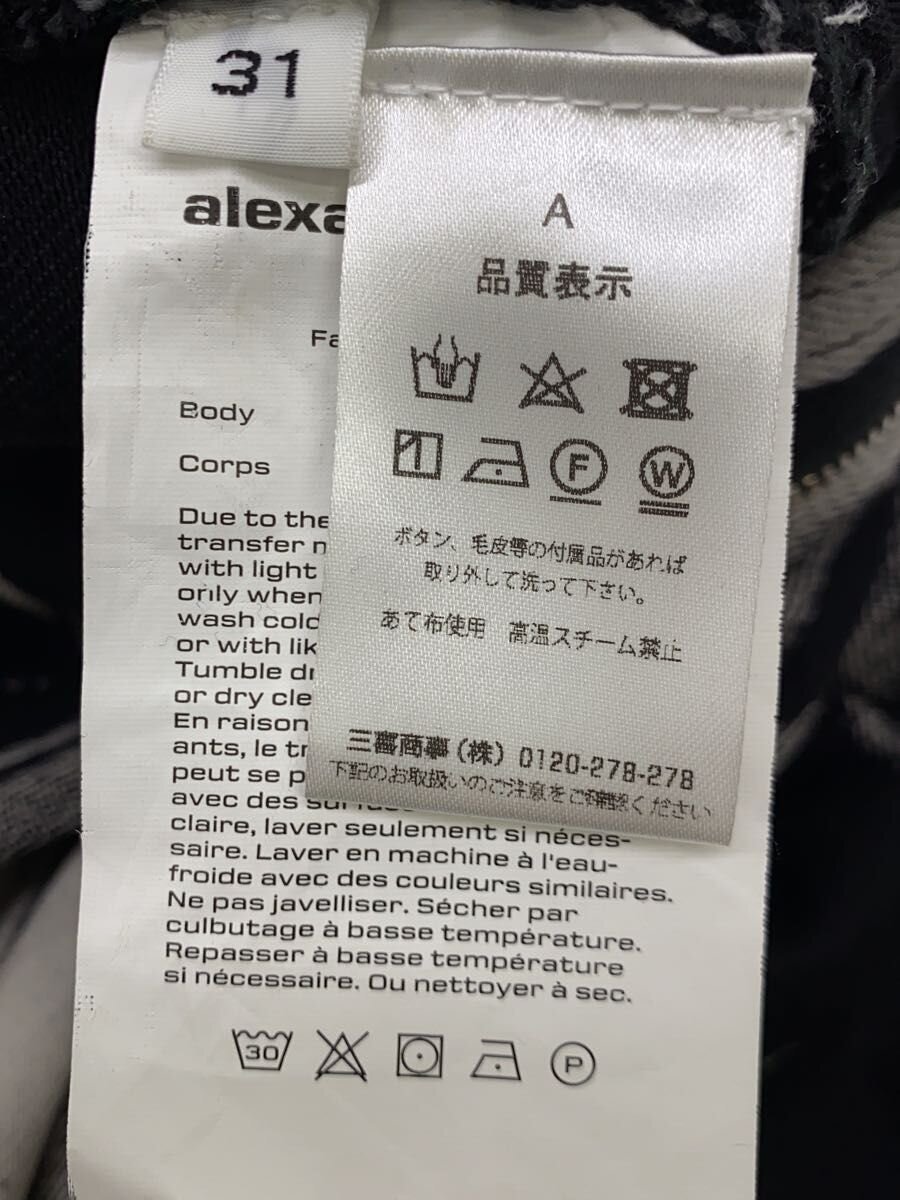 31
A
品質表示
F
W
ボタン、毛皮等の付属品があれば
取り外して洗って下さい。
あて布使用 高温スチーム禁止
三喜商事(株) 0120-278-278
下記のお取扱いのご注意をご確認ください
alexa
Fa
Body
Corps
Due to the
transfer
with light
only when
wash cold
or with lik
Tumble dr
or dry cle
En raison
ants, le tr
peut se p
avec des
claire, laver seulement si néces-
saire. Laver en machine à l'eau-
froide avec des couleurs similaires.
Ne pas javelliser. Sécher par
culbutage à basse température.
Repasser à basse température
si nécessaire. Ou nettoyer à sec.
30
P